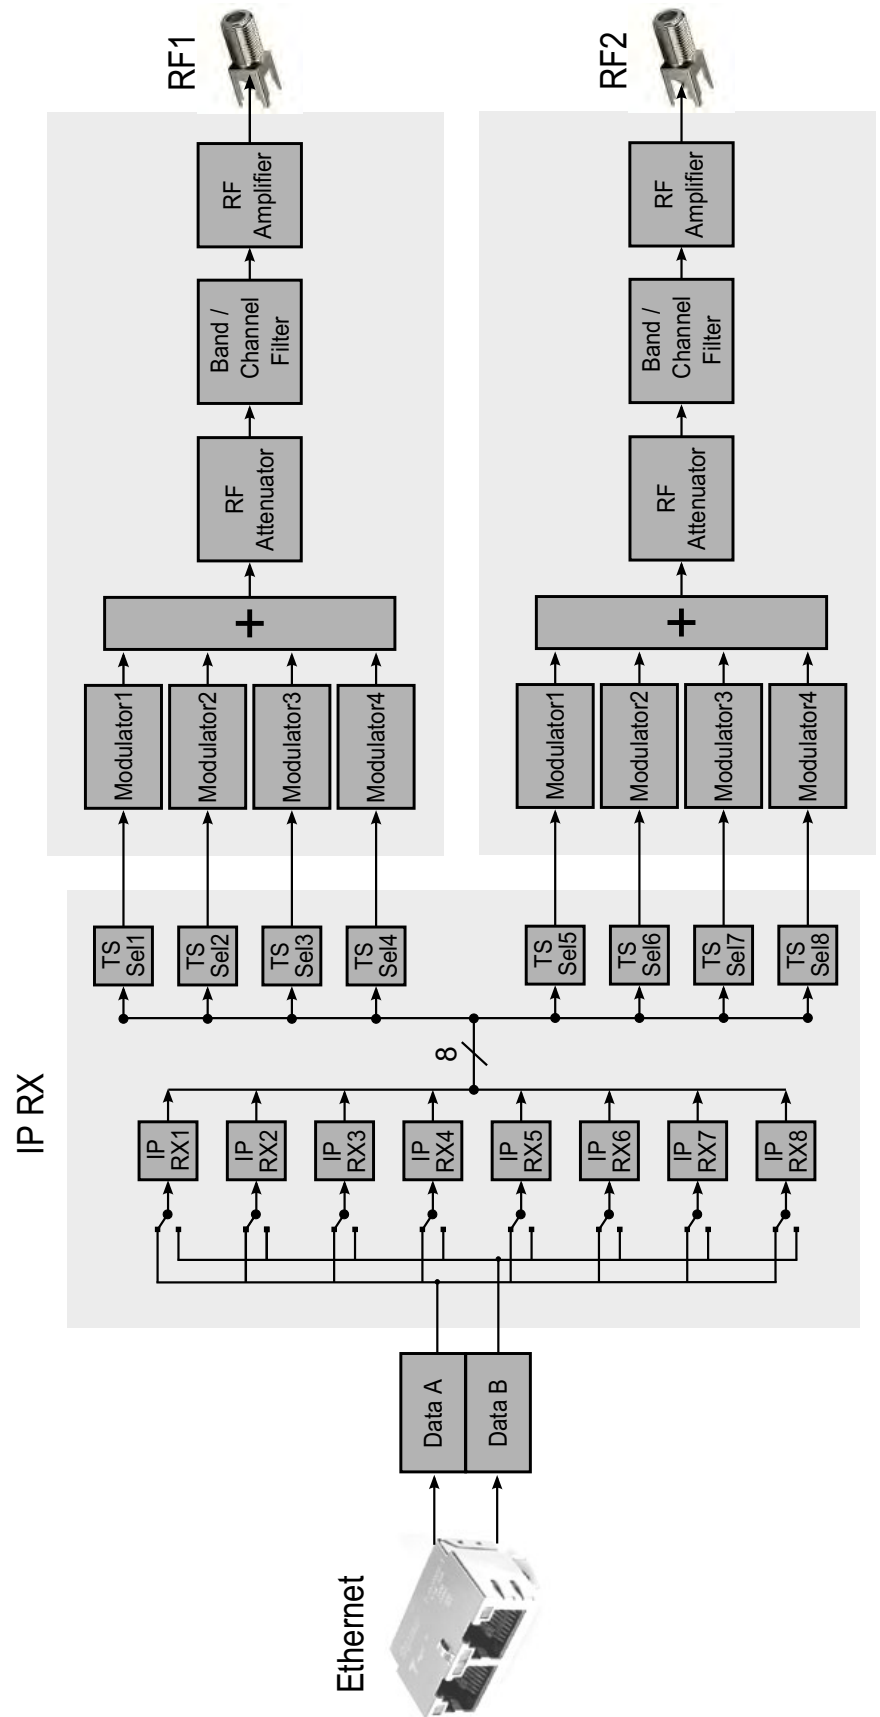 RF1
RF2
RF
Amplifier
RF
Amplifier
Band /
Channel
Filter
Band /
Channel
Filter
RF
Attenuator
RF
Attenuator
+
+
Modulator1
Modulator2
Modulator3
Modulator4
Modulator1
Modulator2
Modulator3
Modulator4
TS
Sel1
TS
Sel2
TS
Sel3
TS
Sel4
TS
Sel5
TS
Sel6
TS
Sel7
TS
Sel8
8
IP RX
IP
RX1
IP
RX2
IP
RX3
IP
RX4
IP
RX5
IP
RX6
IP
RX7
IP
RX8
Data A
Data B
Ethernet